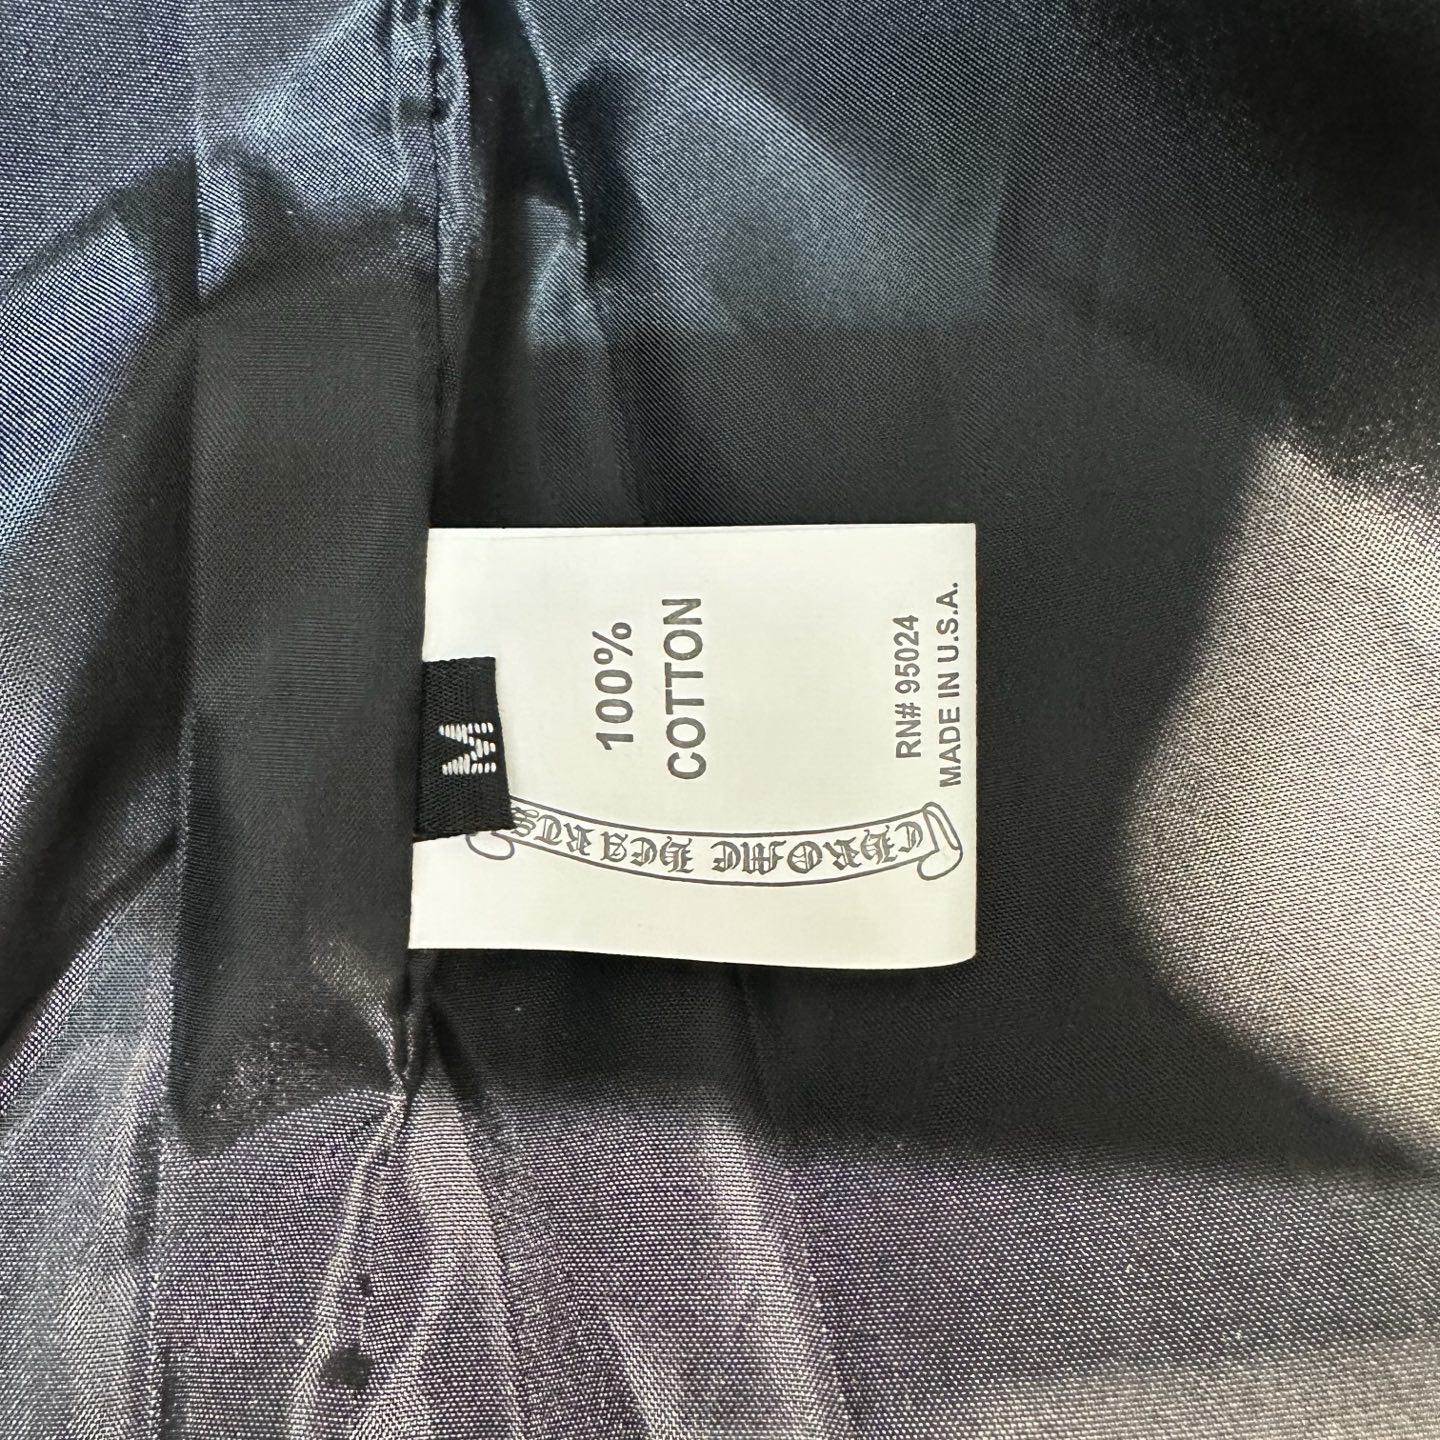 M
CHROME HEARTS
100%
COTTON
RN# 95024
MADE IN U.S.A.